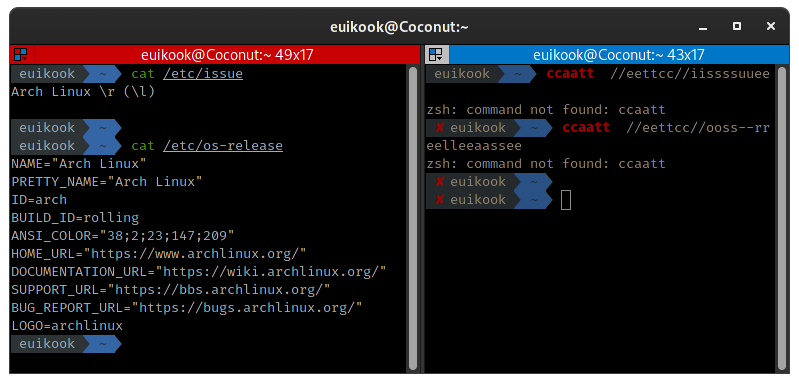 euikook@Coconut:~
euikook@Coconut:~ 49x17
euikook ~ cat /etc/issue
Arch Linux \r (\l)
euikook ~
euikook ~ cat /etc/os-release
NAME="Arch Linux"
PRETTY_NAME="Arch Linux"
ID=arch
BUILD_ID=rolling
ANSI_COLOR="38;2;23;147;209"
HOME_URL="https://www.archlinux.org/"
DOCUMENTATION_URL="https://wiki.archlinux.org/"
SUPPORT_URL="https://bbs.archlinux.org/"
BUG_REPORT_URL="https://bugs.archlinux.org/"
LOGO=archlinux
euikook ~
euikook@Coconut:~ 43x17
euikook ~ ccaatt //eettcc//iissssuuee
zsh: command not found: ccaatt
✘ euikook ~ ccaatt //eettcc//ooss--rr
eelleeaassee
zsh: command not found: ccaatt
✘ euikook ~
✘ euikook ~